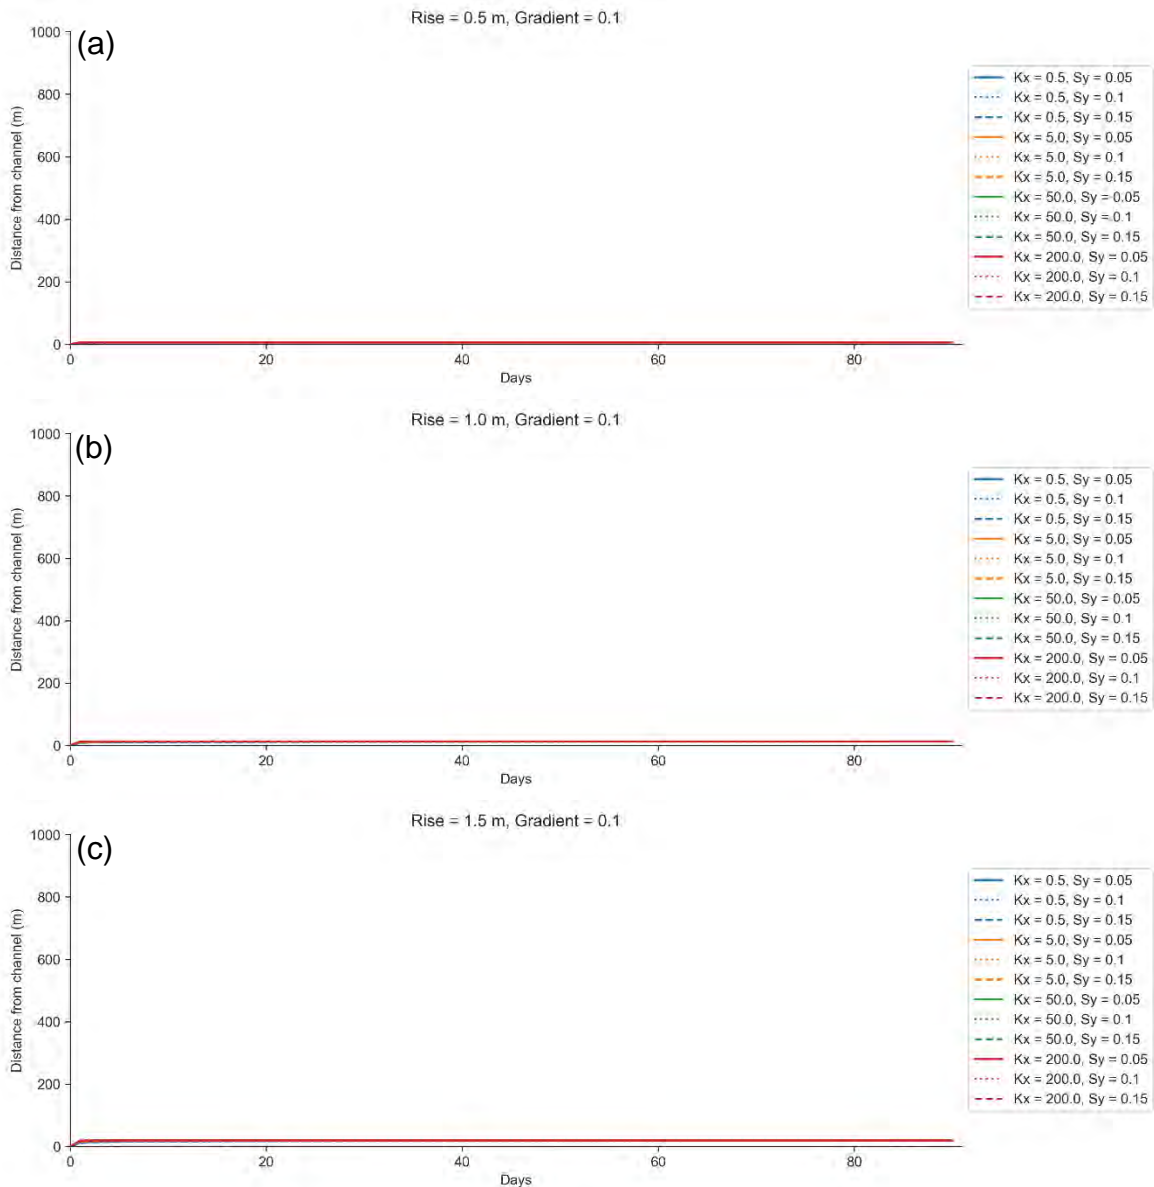 Rise = 0.5 m, Gradient = 0.1
(a)
1000
800
600
400
200
0
Distance from channel (m)
0 20 40 60 80
Days
Kx = 0.5, Sy = 0.05
Kx = 0.5, Sy = 0.1
Kx = 0.5, Sy = 0.15
Kx = 5.0, Sy = 0.05
Kx = 5.0, Sy = 0.1
Kx = 5.0, Sy = 0.15
Kx = 50.0, Sy = 0.05
Kx = 50.0, Sy = 0.1
Kx = 50.0, Sy = 0.15
Kx = 200.0, Sy = 0.05
Kx = 200.0, Sy = 0.1
Kx = 200.0, Sy = 0.15
Rise = 1.0 m, Gradient = 0.1
(b)
1000
800
600
400
200
0
Distance from channel (m)
0 20 40 60 80
Days
Kx = 0.5, Sy = 0.05
Kx = 0.5, Sy = 0.1
Kx = 0.5, Sy = 0.15
Kx = 5.0, Sy = 0.05
Kx = 5.0, Sy = 0.1
Kx = 5.0, Sy = 0.15
Kx = 50.0, Sy = 0.05
Kx = 50.0, Sy = 0.1
Kx = 50.0, Sy = 0.15
Kx = 200.0, Sy = 0.05
Kx = 200.0, Sy = 0.1
Kx = 200.0, Sy = 0.15
Rise = 1.5 m, Gradient = 0.1
(c)
1000
800
600
400
200
0
Distance from channel (m)
0 20 40 60 80
Days
Kx = 0.5, Sy = 0.05
Kx = 0.5, Sy = 0.1
Kx = 0.5, Sy = 0.15
Kx = 5.0, Sy = 0.05
Kx = 5.0, Sy = 0.1
Kx = 5.0, Sy = 0.15
Kx = 50.0, Sy = 0.05
Kx = 50.0, Sy = 0.1
Kx = 50.0, Sy = 0.15
Kx = 200.0, Sy = 0.05
Kx = 200.0, Sy = 0.1
Kx = 200.0, Sy = 0.15